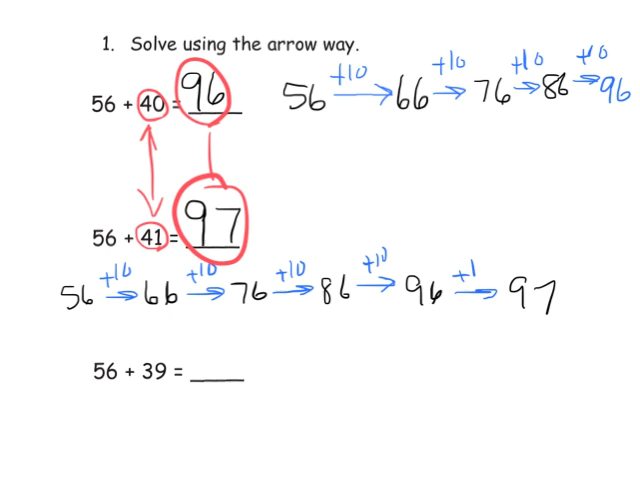 1. Solve using the arrow way.
+10 +10 +10 +10
56 + 40 = 96 56 → 66 → 76 → 86 → 96
56 + 41 = 97
+10 +10 +10 +10 +1
56 → 66 → 76 → 86 → 96 → 97
56 + 39 = ____